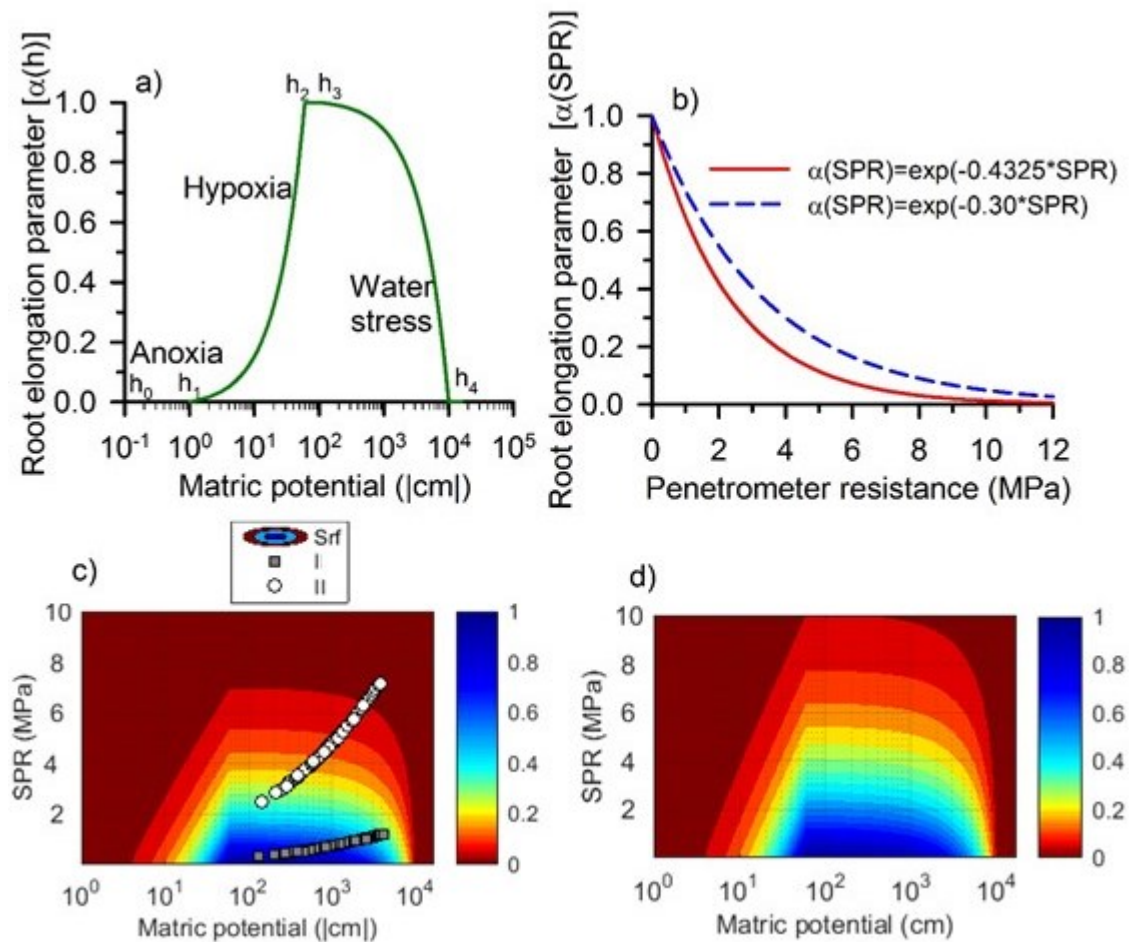 a)
h₂ h₃
Root elongation parameter [α(h)]
1.0
0.8
0.6
0.4
0.2
0.0
Hypoxia
Water
stress
Anoxia
h₀
h₁
h₄
10⁻¹ 10⁰ 10¹ 10² 10³ 10⁴ 10⁵
Matric potential (|cm|)
b)
Root elongation parameter [α(SPR)]
1.0
0.8
0.6
0.4
0.2
0.0
α(SPR)=exp(-0.4325*SPR)
α(SPR)=exp(-0.30*SPR)
0 2 4 6 8 10 12
Penetrometer resistance (MPa)
Srf
I
II
c)
SPR (MPa)
10
8
6
4
2
10⁰ 10¹ 10² 10³ 10⁴
Matric potential (|cm|)
1
0.8
0.6
0.4
0.2
0
d)
SPR (MPa)
10
8
6
4
2
10⁰ 10¹ 10² 10³ 10⁴
Matric potential (cm)
1
0.8
0.6
0.4
0.2
0